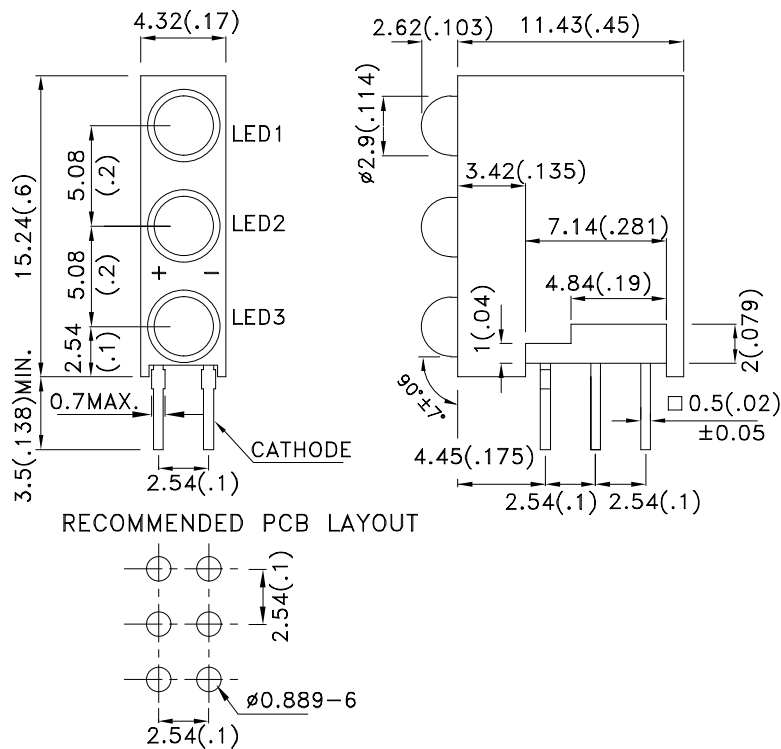 4.32(.17)
2.62(.103)
11.43(.45)
LED1
LED2
LED3
+ −
15.24(.6)
5.08
(.2)
5.08
(.2)
2.54
(.1)
3.5(.138)MIN.
0.7MAX.
CATHODE
2.54(.1)
ø2.9(.114)
3.42(.135)
7.14(.281)
4.84(.19)
1(.04)
2(.079)
90°±7°
□0.5(.02)
±0.05
4.45(.175)
2.54(.1)
2.54(.1)
RECOMMENDED PCB LAYOUT
2.54(.1)
ø0.889−6
2.54(.1)